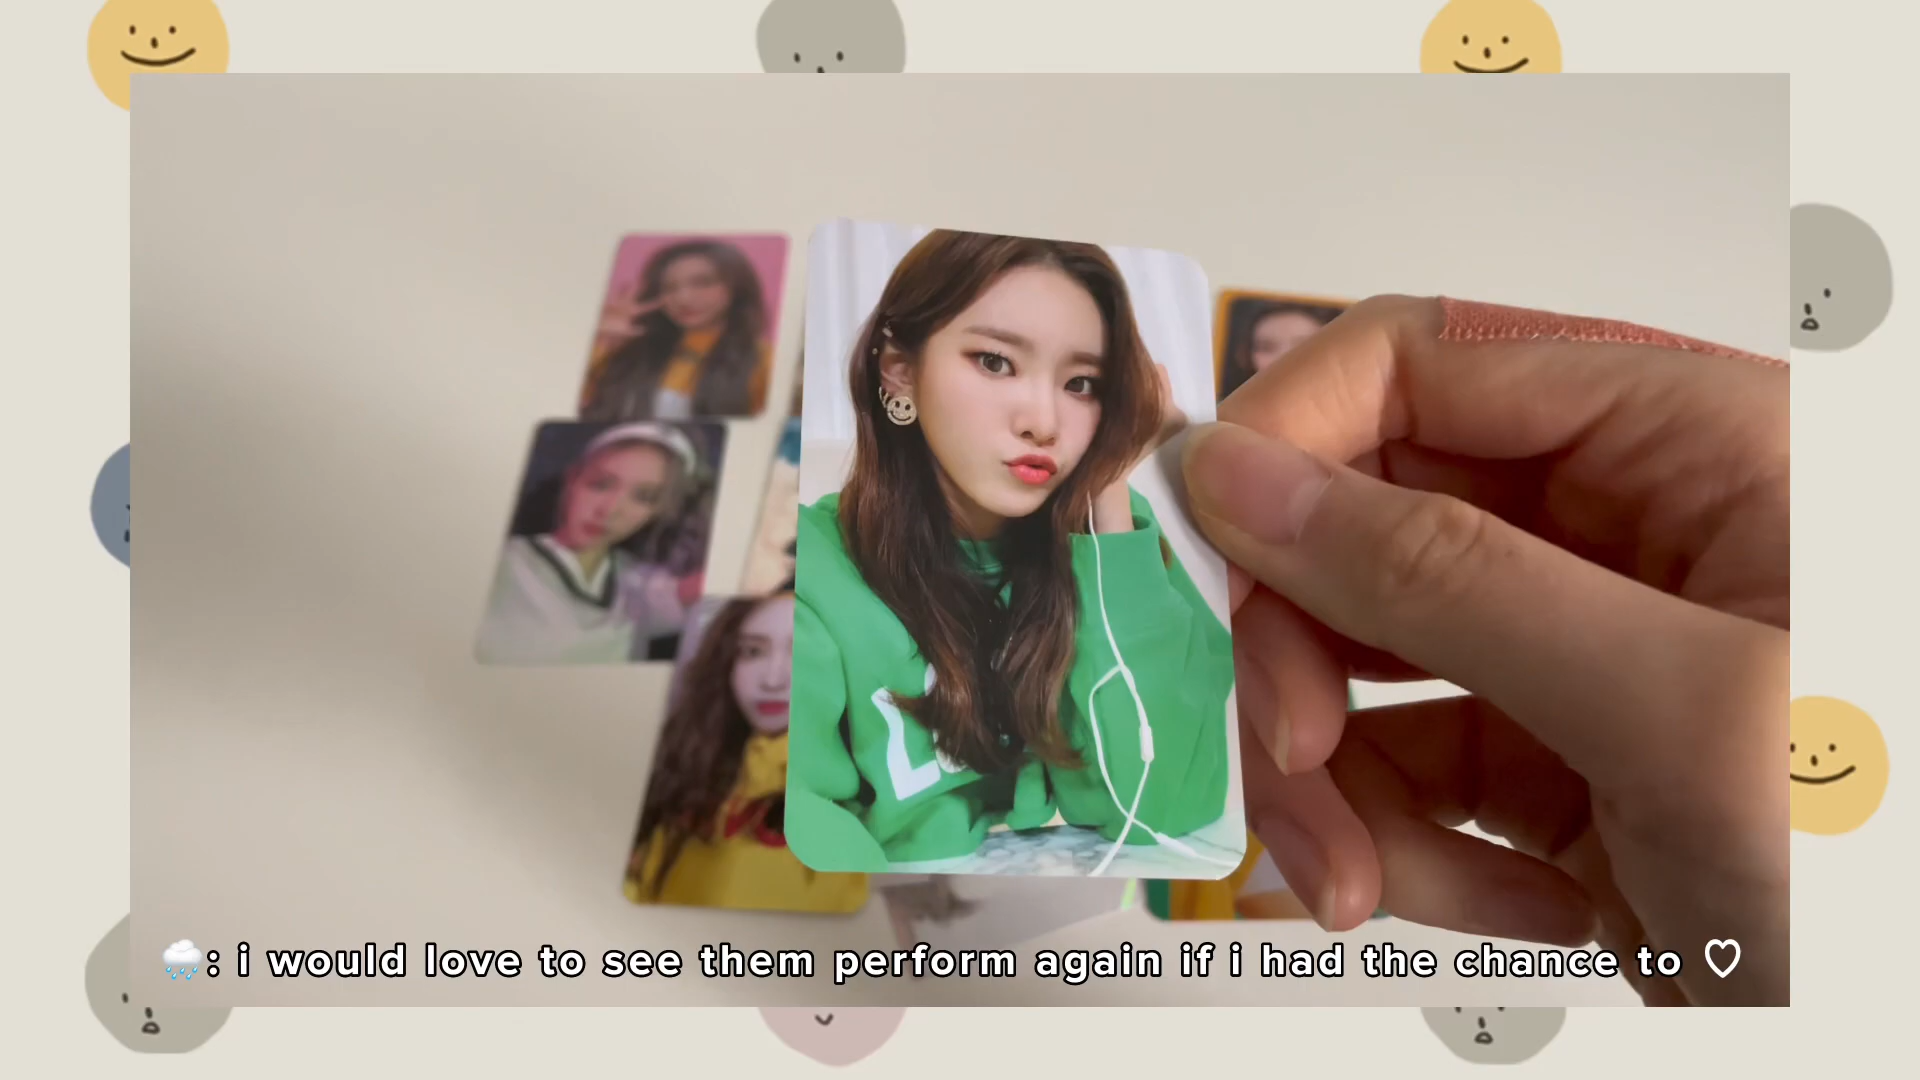 🌧️: i would love to see them perform again if i had the chance to ♡